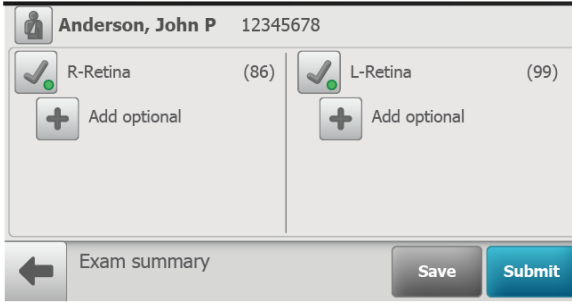 Anderson, John P 12345678
R-Retina (86)
Add optional
L-Retina (99)
Add optional
Exam summary
Save
Submit